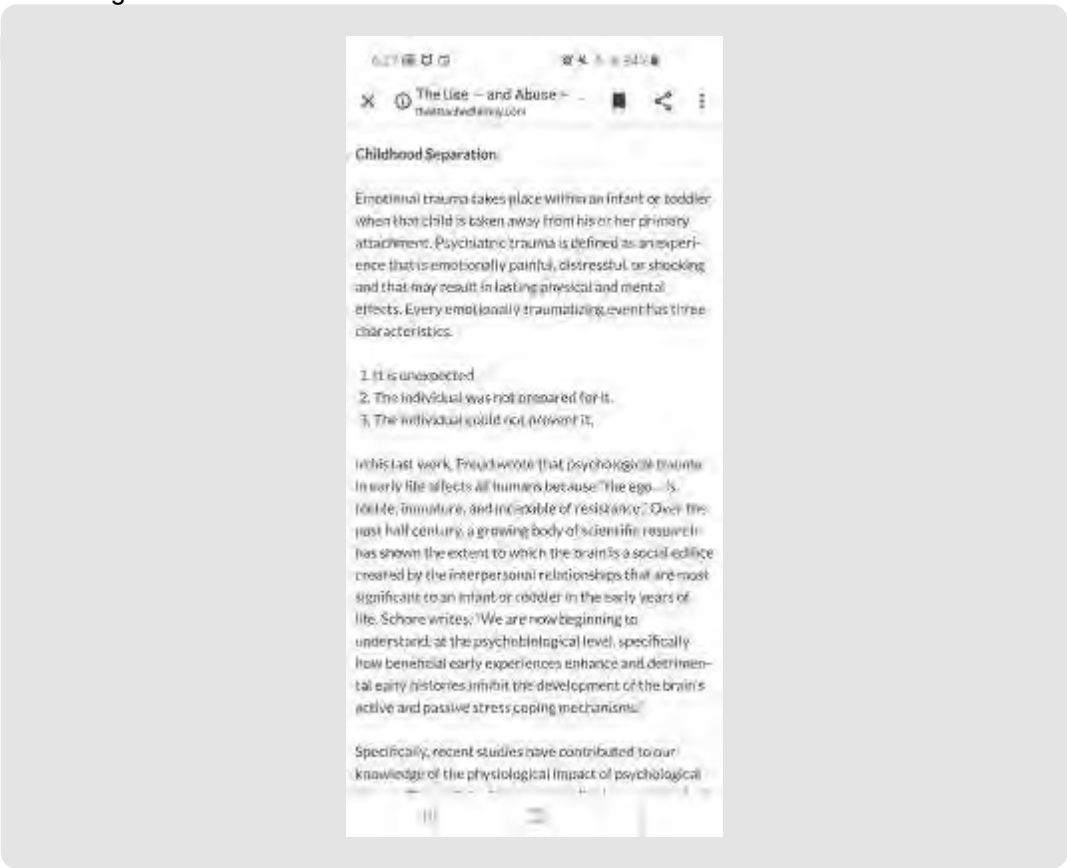 6:27
The Use – and Abuse – ...
Childhood Separation
Emotional trauma takes place within an infant or toddler
when that child is taken away from his or her primary
attachment. Psychiatric trauma is defined as an experi-
ence that is emotionally painful, distressful, or shocking
and that may result in lasting physical and mental
effects. Every emotionally traumatizing event has three
characteristics.
1. It is unexpected
2. The individual was not prepared for it.
3. The individual could not prevent it.
In his last work, Freud wrote that psychological trauma
in early life affects all humans because "the ego... is
immature, and incapable of resistance." Over the
past half century, a growing body of scientific research
has shown the extent to which the brain is a social edifice
created by the interpersonal relationships that are most
significant to an infant or toddler in the early years of
life. Schore writes, "We are now beginning to
understand, at the psychobiological level, specifically
how beneficial early experiences enhance and detrimen-
tal early histories inhibit the development of the brain's
active and passive stress coping mechanisms."
Specifically, recent studies have contributed to our
knowledge of the physiological impact of psychological